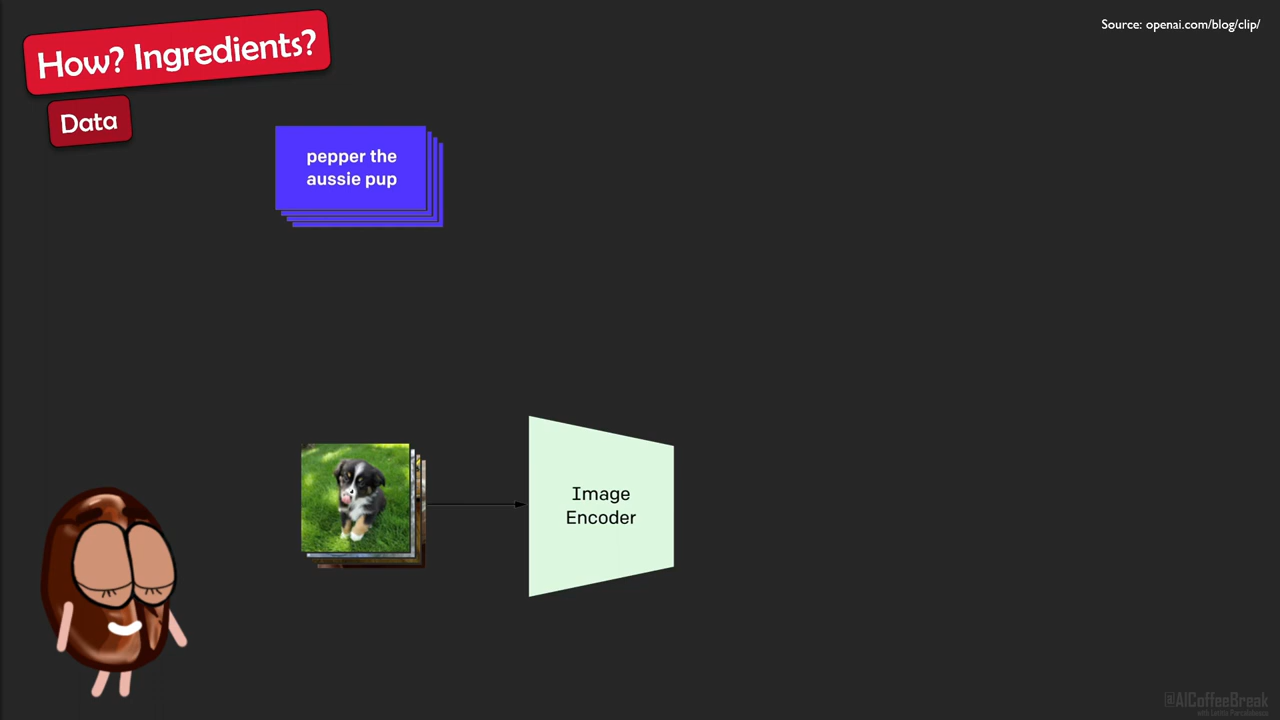 How? Ingredients?
Source: openai.com/blog/clip/
Data
pepper the
aussie pup
Image
Encoder
@AICoffeeBreak